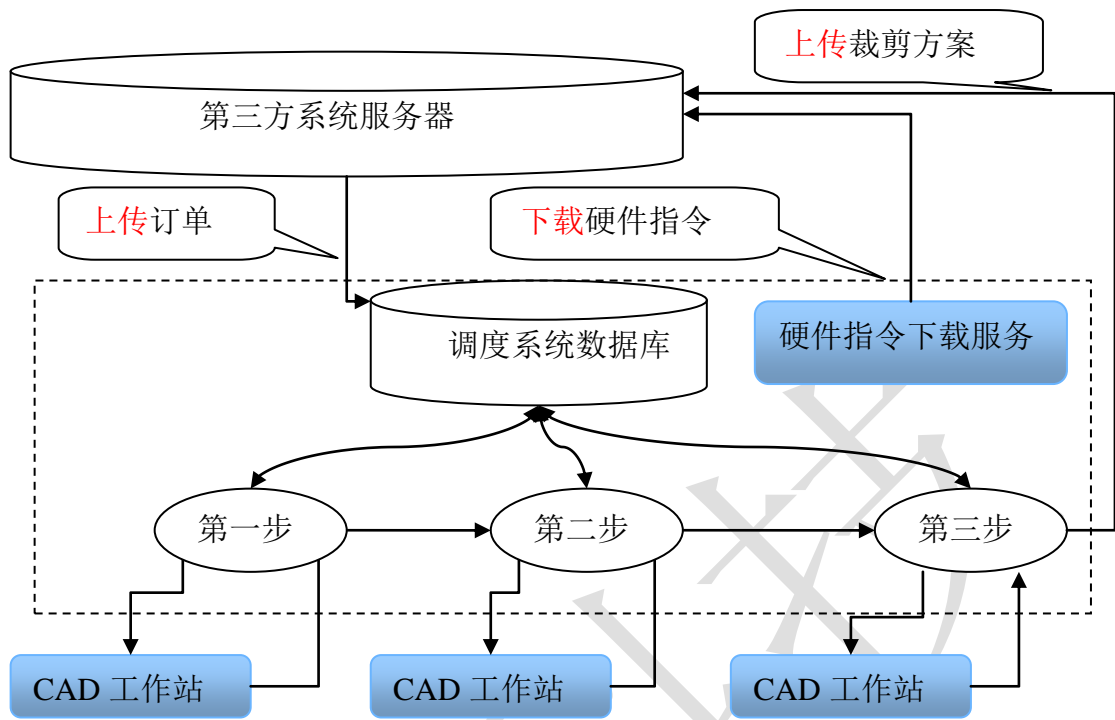 上传裁剪方案
第三方系统服务器
上传订单
下载硬件指令
调度系统数据库
硬件指令下载服务
第一步
第二步
第三步
CAD 工作站
CAD 工作站
CAD 工作站